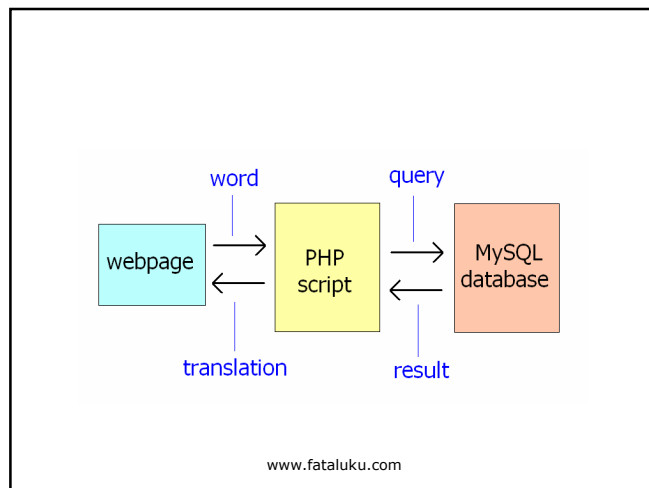 word
query
webpage
PHP
script
MySQL
database
translation
result
www.fataluku.com